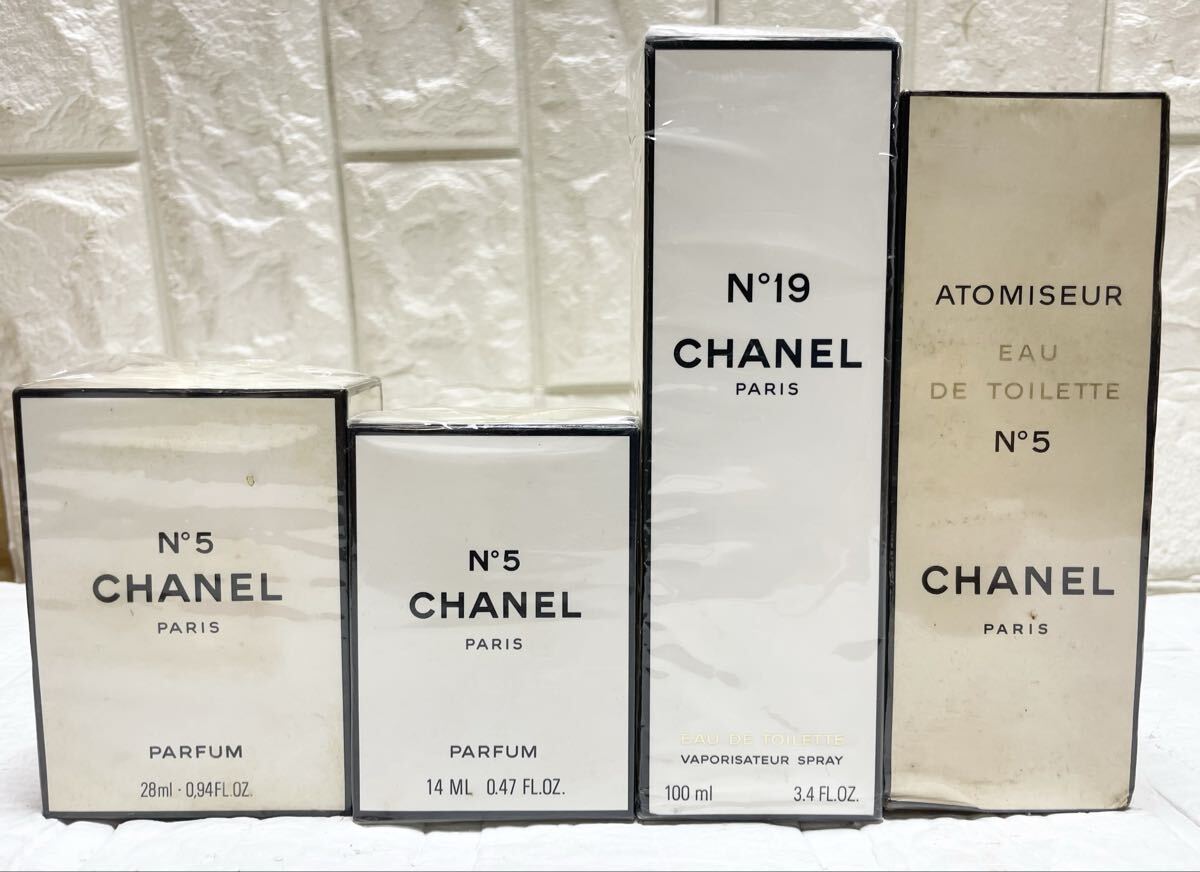 N°5
CHANEL
PARIS
PARFUM
28ml · 0,94FL.OZ.
N°5
CHANEL
PARIS
PARFUM
14 ML 0.47 FL.OZ.
N°19
CHANEL
PARIS
EAU DE TOILETTE
VAPORISATEUR SPRAY
100 ml 3.4 FL.OZ.
ATOMISEUR
EAU
DE TOILETTE
N°5
CHANEL
PARIS